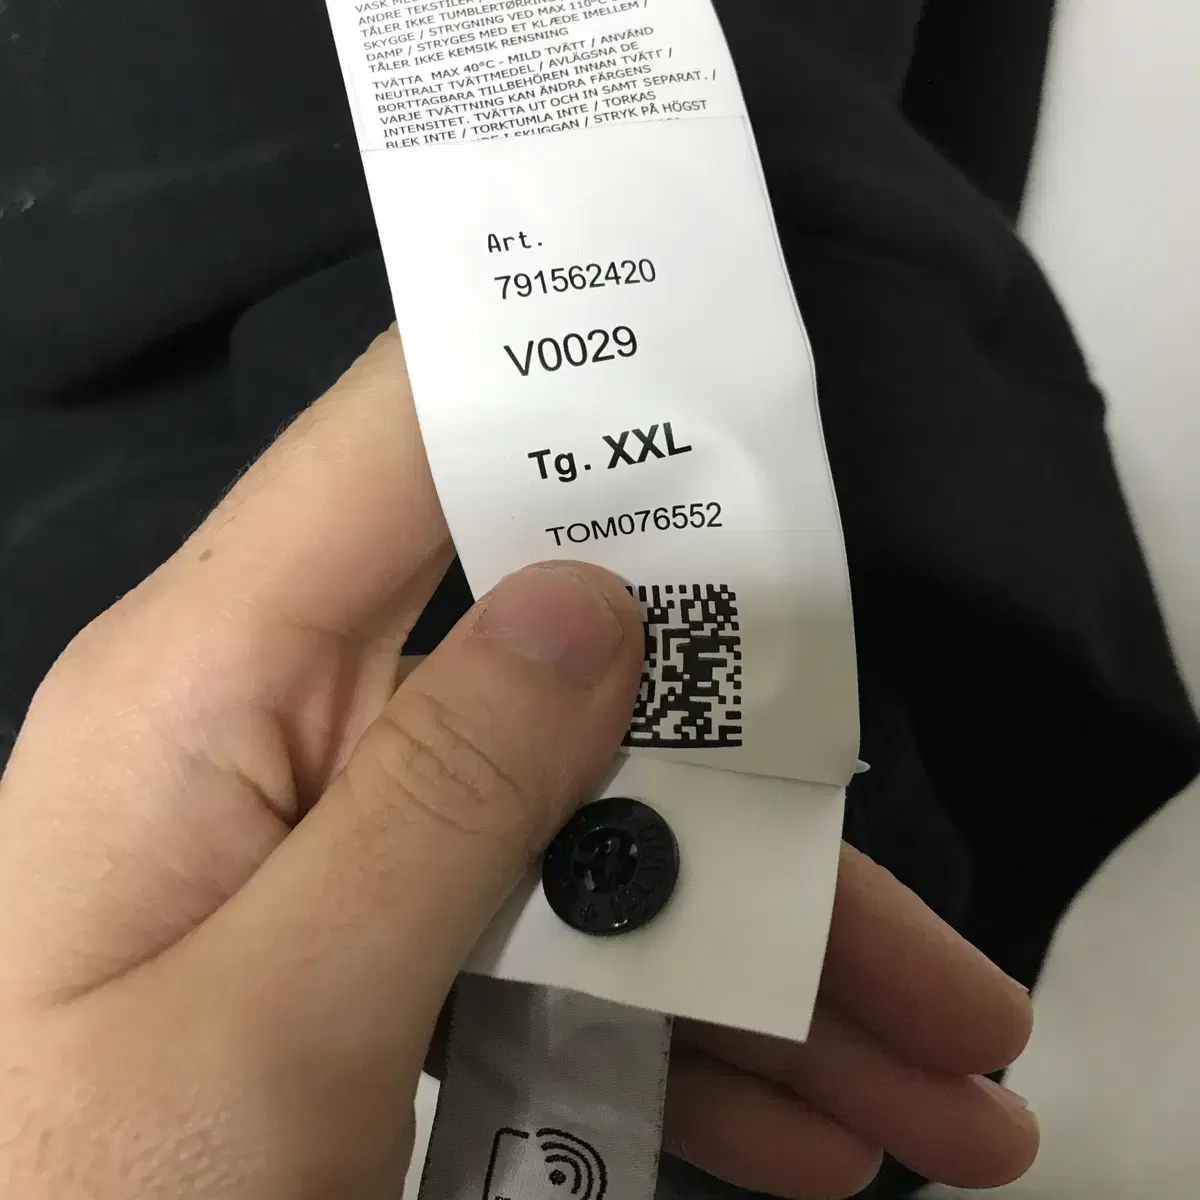 ANDRE TEKSTILER
TÅLER IKKE TUMBLERTØRRING
SKYGGE / STRYGNING VED MAX 110°C
DAMP / STRYGES MED ET KLÆDE IMELLEM /
TÅLER IKKE KEMSIK RENSNING
TVÄTTA MAX 40°C - MILD TVÄTT / ANVÄND
NEUTRALT TVÄTTMEDEL / AVLÄGSNA DE
BORTTAGBARA TILLBEHÖREN INNAN TVÄTT /
VARJE TVÄTTNING KAN ÄNDRA FÄRGENS
INTENSITET. TVÄTTA UT OCH IN SAMT SEPARAT. /
BLEK INTE / TORKTUMLA INTE / TORKAS
I SKUGGAN / STRYK PÅ HÖGST
Art.
791562420
V0029
Tg. XXL
TOM076552